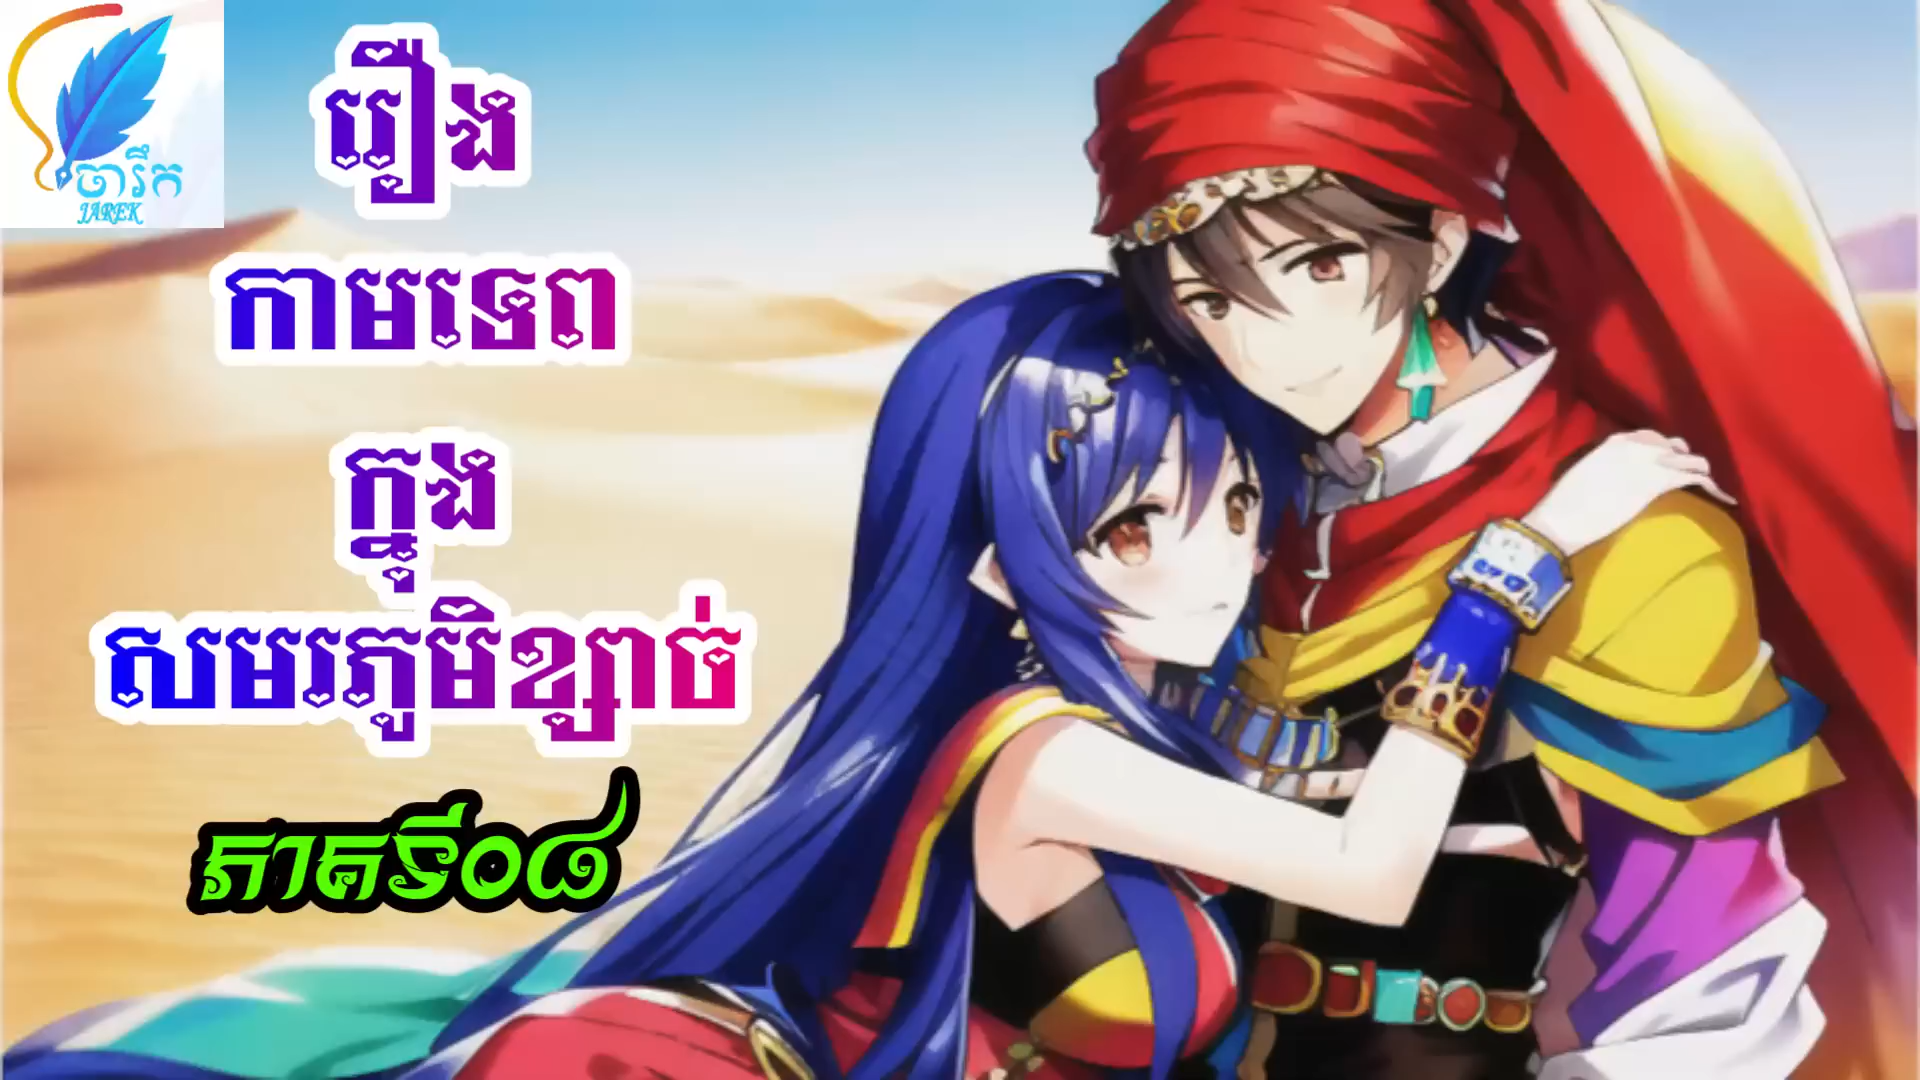 ចារឹក
JAREK
រឿង
កាមទេព
ក្នុង
សមរភូមិខ្សាច់
ភាគទី០៨